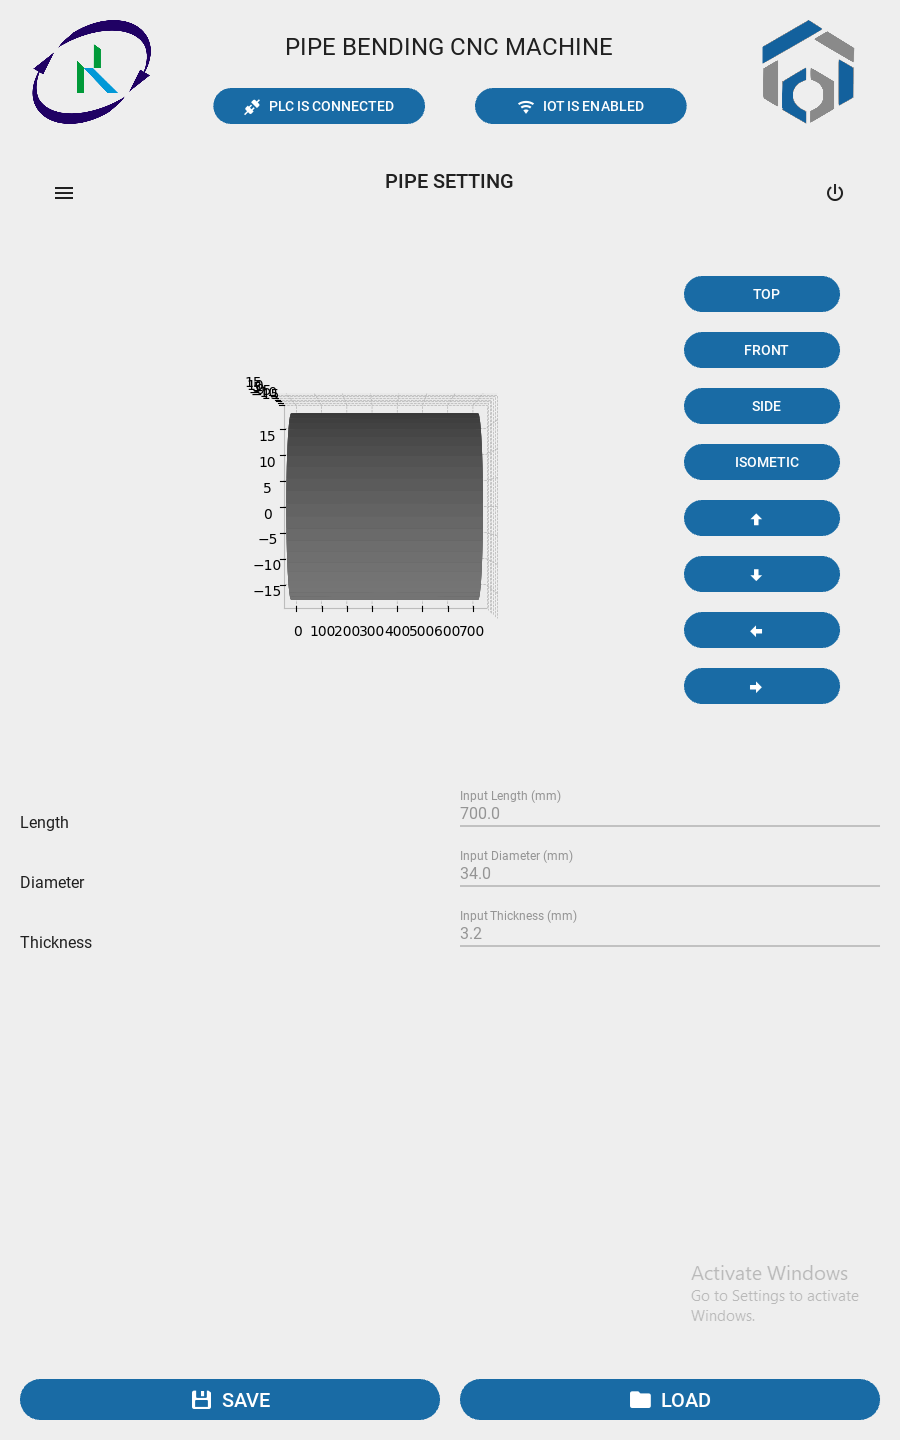 PIPE BENDING CNC MACHINE
PLC IS CONNECTED
IOT IS ENABLED
PIPE SETTING
TOP
FRONT
SIDE
ISOMETIC
15
10
5
0
−5
−10
−15
0 100 200 300 400 500 600 700
Length
Input Length (mm)
700.0
Diameter
Input Diameter (mm)
34.0
Thickness
Input Thickness (mm)
3.2
Activate Windows
Go to Settings to activate
Windows.
SAVE
LOAD